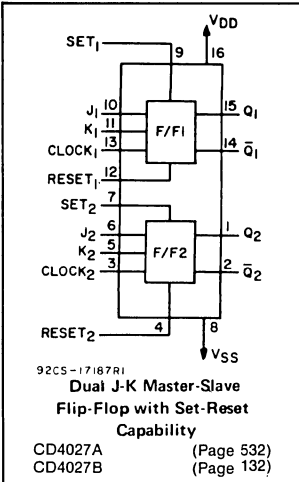 VDD
SET1
9 16
J1 10
K1 11
CLOCK1 13
F/F1
15 Q1
14 Q̅1
RESET1 12
SET2 7
J2 6
K2 5
CLOCK2 3
F/F2
1 Q2
2 Q̅2
RESET2 4
8
VSS
92CS-17187R1
Dual J-K Master-Slave
Flip-Flop with Set-Reset
Capability
CD4027A (Page 532)
CD4027B (Page 132)